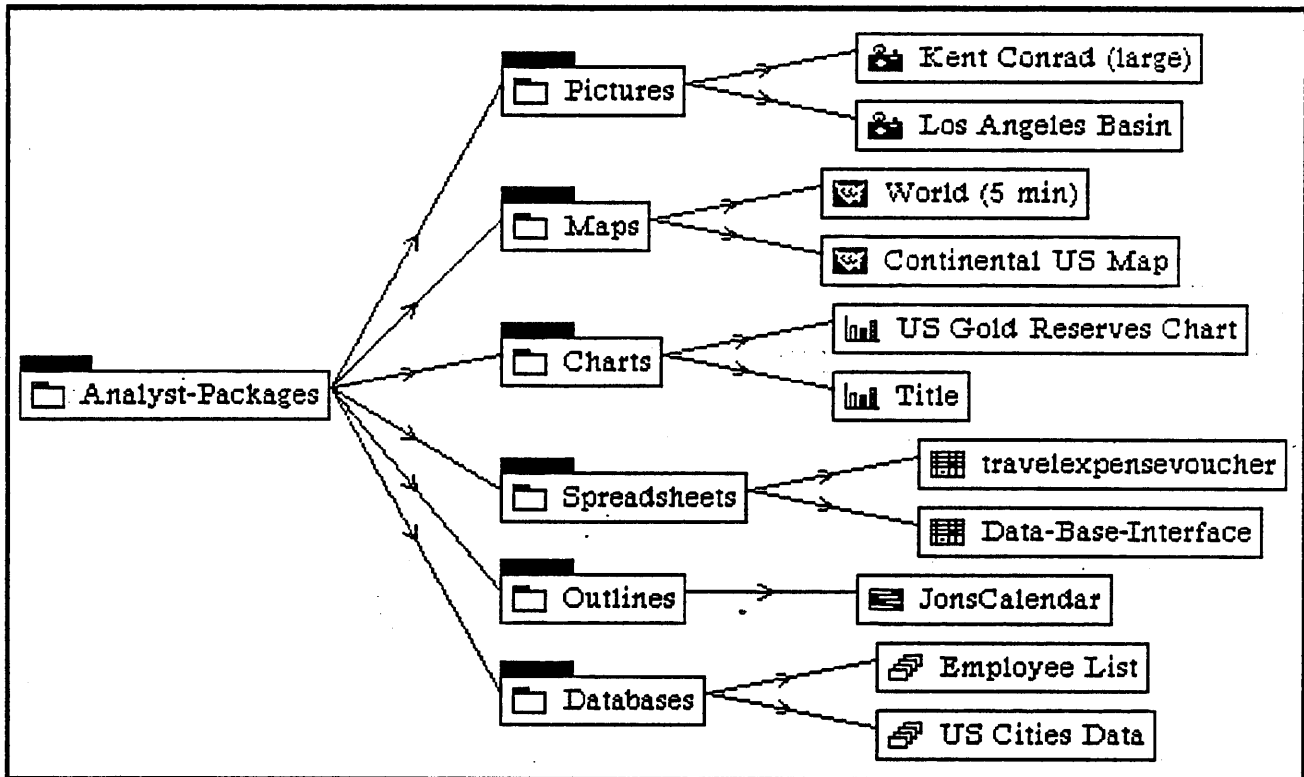 Analyst-Packages
Pictures
Kent Conrad (large)
Los Angeles Basin
Maps
World (5 min)
Continental US Map
Charts
US Gold Reserves Chart
Title
Spreadsheets
travelexpensevoucher
Data-Base-Interface
Outlines
JonsCalendar
Databases
Employee List
US Cities Data